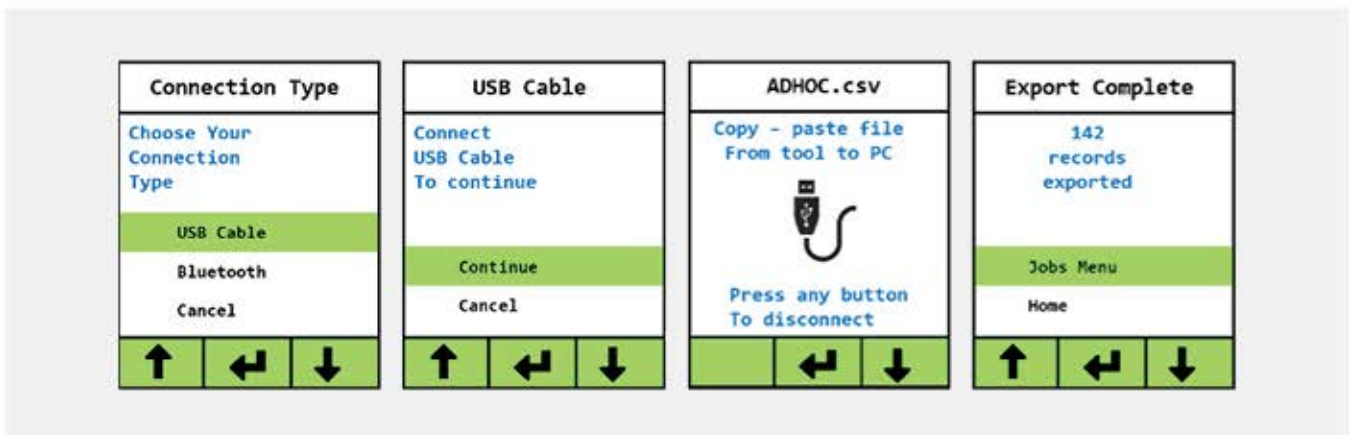 Connection Type
Choose Your
Connection
Type
USB Cable
Bluetooth
Cancel
USB Cable
Connect
USB Cable
To continue
Continue
Cancel
ADHOC.csv
Copy - paste file
From tool to PC
Press any button
To disconnect
Export Complete
142
records
exported
Jobs Menu
Home